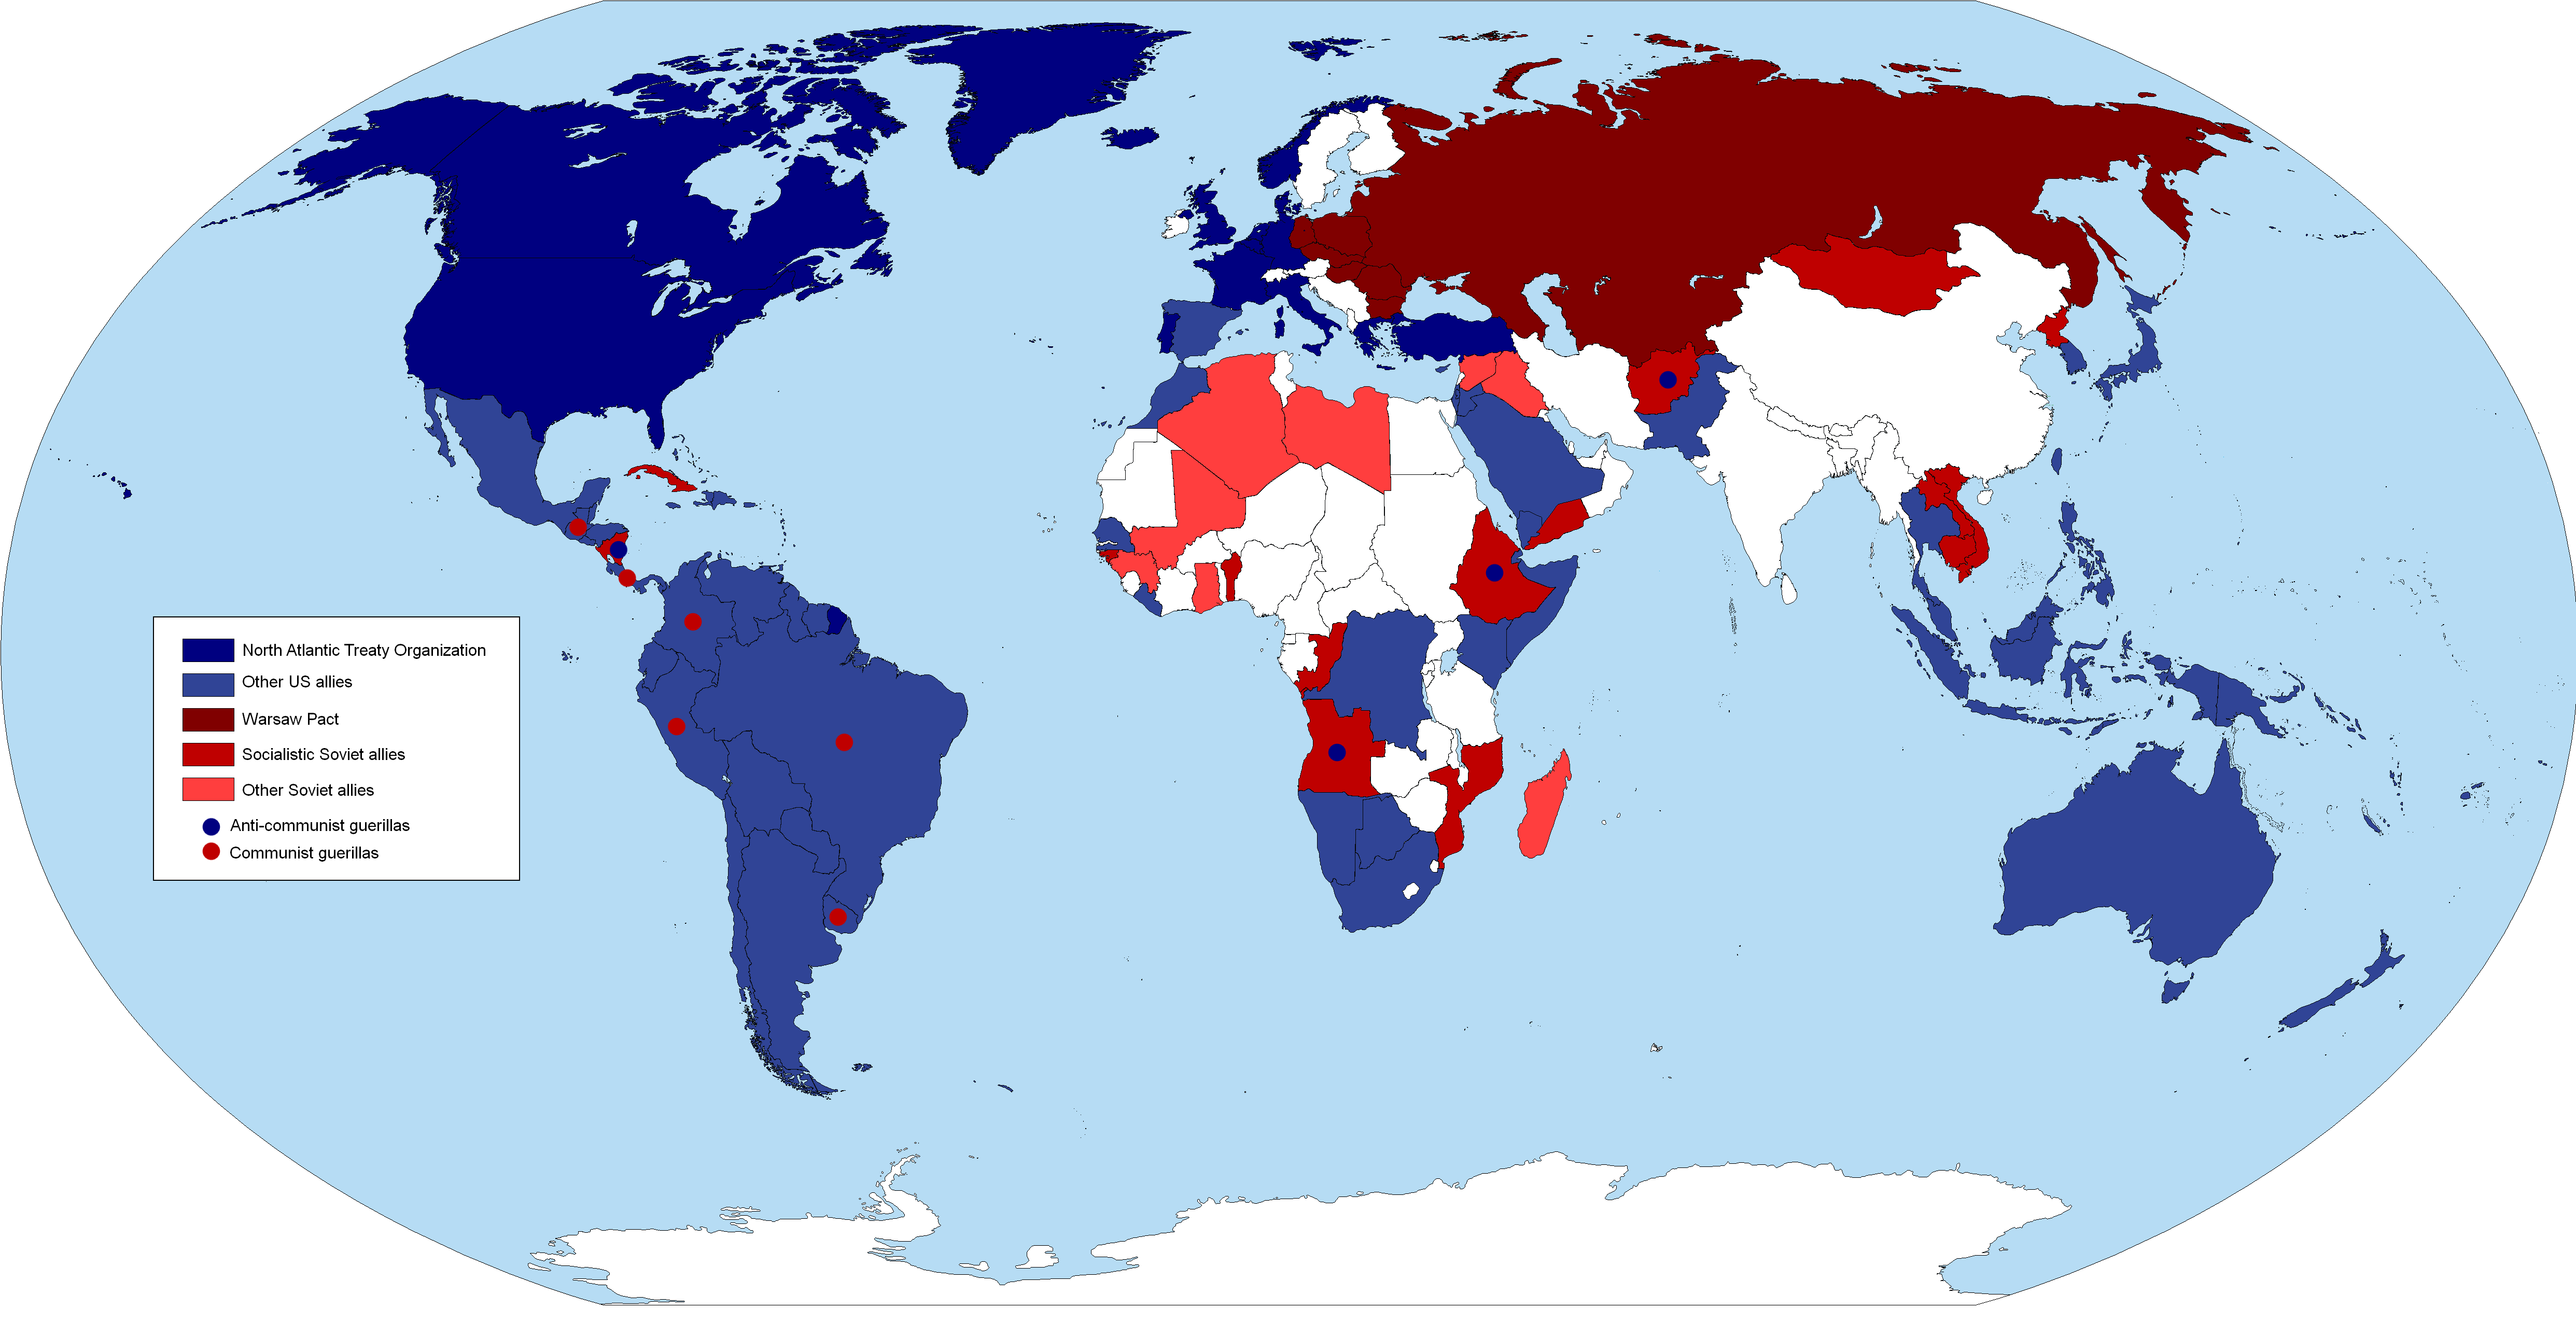 North Atlantic Treaty Organization
Other US allies
Warsaw Pact
Socialistic Soviet allies
Other Soviet allies
Anti-communist guerillas
Communist guerillas